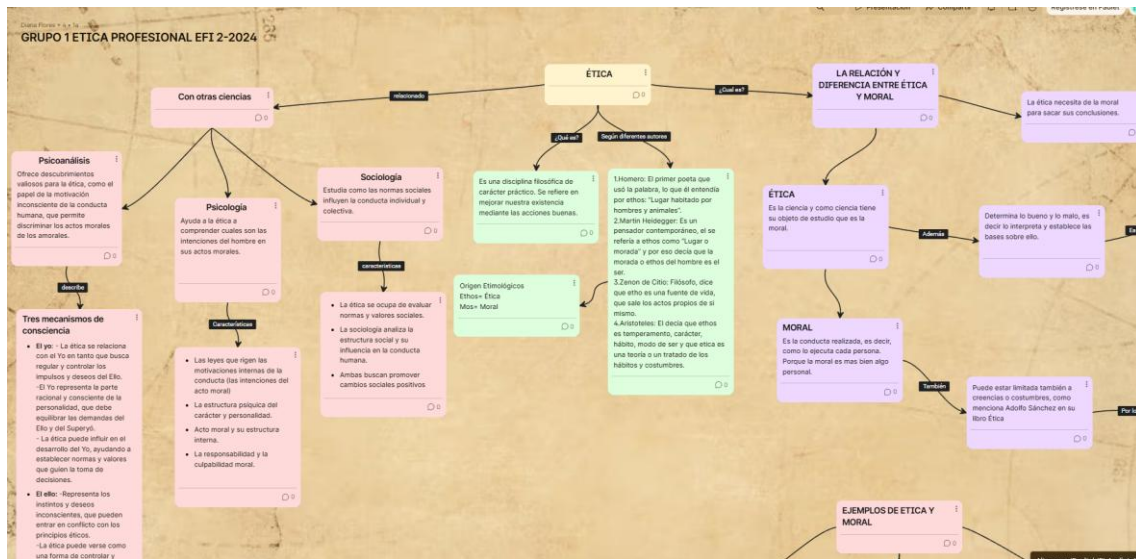 Diana Flores + 4 • 1a
GRUPO 1 ETICA PROFESIONAL EFI 2-2024
Presentación
Compartir
Regístrese en Padlet
ÉTICA
0
relacionado
¿Cual es?
¿Qué es?
Según diferentes autores
Con otras ciencias
0
Psicoanálisis
Ofrece descubrimientos
valiosos para la ética, como el
papel de la motivación
inconsciente de la conducta
humana, que permite
discriminar los actos morales
de los amorales.
0
describe
Tres mecanismos de
consciencia
El yo: - La ética se relaciona
con el Yo en tanto que busca
regular y controlar los
impulsos y deseos del Ello.
-El Yo representa la parte
racional y consciente de la
personalidad, que debe
equilibrar las demandas del
Ello y del Superyó.
- La ética puede influir en el
desarrollo del Yo, ayudando a
establecer normas y valores
que guíen la toma de
decisiones.
El ello: -Representa los
instintos y deseos
inconscientes, que pueden
entrar en conflicto con los
principios éticos.
-La ética puede verse como
una forma de controlar y
Psicología
Ayuda a la ética a
comprender cuales son las
intenciones del hombre en
sus actos morales.
0
Características
Las leyes que rigen las
motivaciones internas de la
conducta (las intenciones del
acto moral)
La estructura psíquica del
carácter y personalidad.
Acto moral y su estructura
interna.
La responsabilidad y la
culpabilidad moral.
0
Sociología
Estudia como las normas sociales
influyen la conducta individual y
colectiva.
0
características
La ética se ocupa de evaluar
normas y valores sociales.
La sociología analiza la
estructura social y su
influencia en la conducta
humana.
Ambas buscan promover
cambios sociales positivos
0
Es una disciplina filosófica de
carácter práctico. Se refiere en
mejorar nuestra existencia
mediante las acciones buenas.
0
Origen Etimológicos
Ethos= Ética
Mos= Moral
0
1.Homero: El primer poeta que
usó la palabra, lo que él entendía
por ethos: "Lugar habitado por
hombres y animales".
2.Martin Heidegger: Es un
pensador contemporáneo, el se
refería a ethos como "Lugar o
morada" y por eso decía que la
morada o ethos del hombre es el
ser.
3.Zenon de Citio: Filósofo, dice
que etho es una fuente de vida,
que sale los actos propios de si
mismo.
4.Aristoteles: El decía que ethos
es temperamento, carácter,
hábito, modo de ser y que etica es
una teoría o un tratado de los
hábitos y costumbres.
0
LA RELACIÓN Y
DIFERENCIA ENTRE ÉTICA
Y MORAL
0
La ética necesita de la moral
para sacar sus conclusiones.
ÉTICA
Es la ciencia y como ciencia tiene
su objeto de estudio que es la
moral.
0
Además
Determina lo bueno y lo malo, es
decir lo interpreta y establece las
bases sobre ello.
0
MORAL
Es la conducta realizada, es decir,
como lo ejecuta cada persona.
Porque la moral es mas bien algo
personal.
0
También
Puede estar limitada también a
creencias o costumbres, como
menciona Adolfo Sánchez en su
libro Ética
0
EJEMPLOS DE ETICA Y
MORAL
0